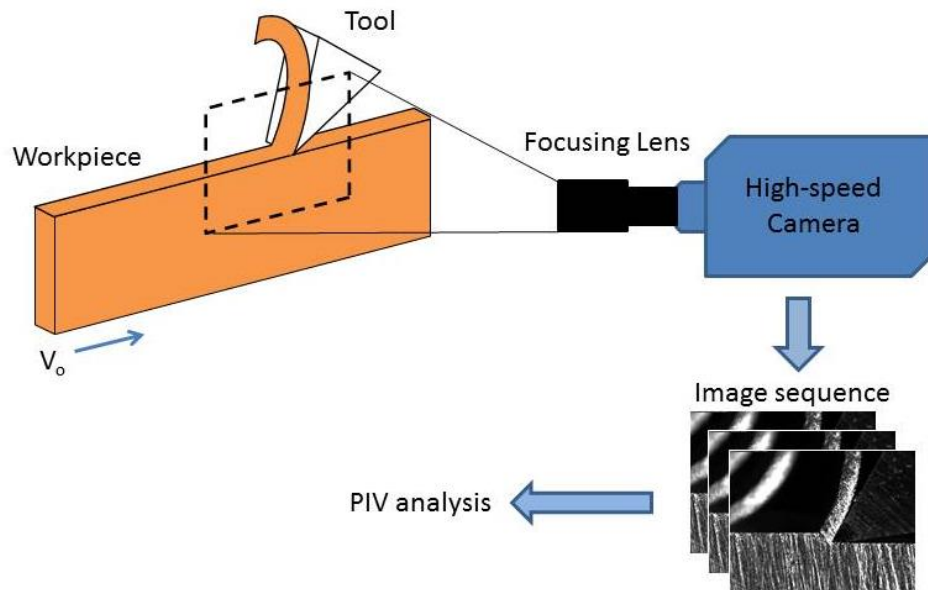 Tool
Workpiece
Focusing Lens
High-speed
Camera
Vₒ
Image sequence
PIV analysis